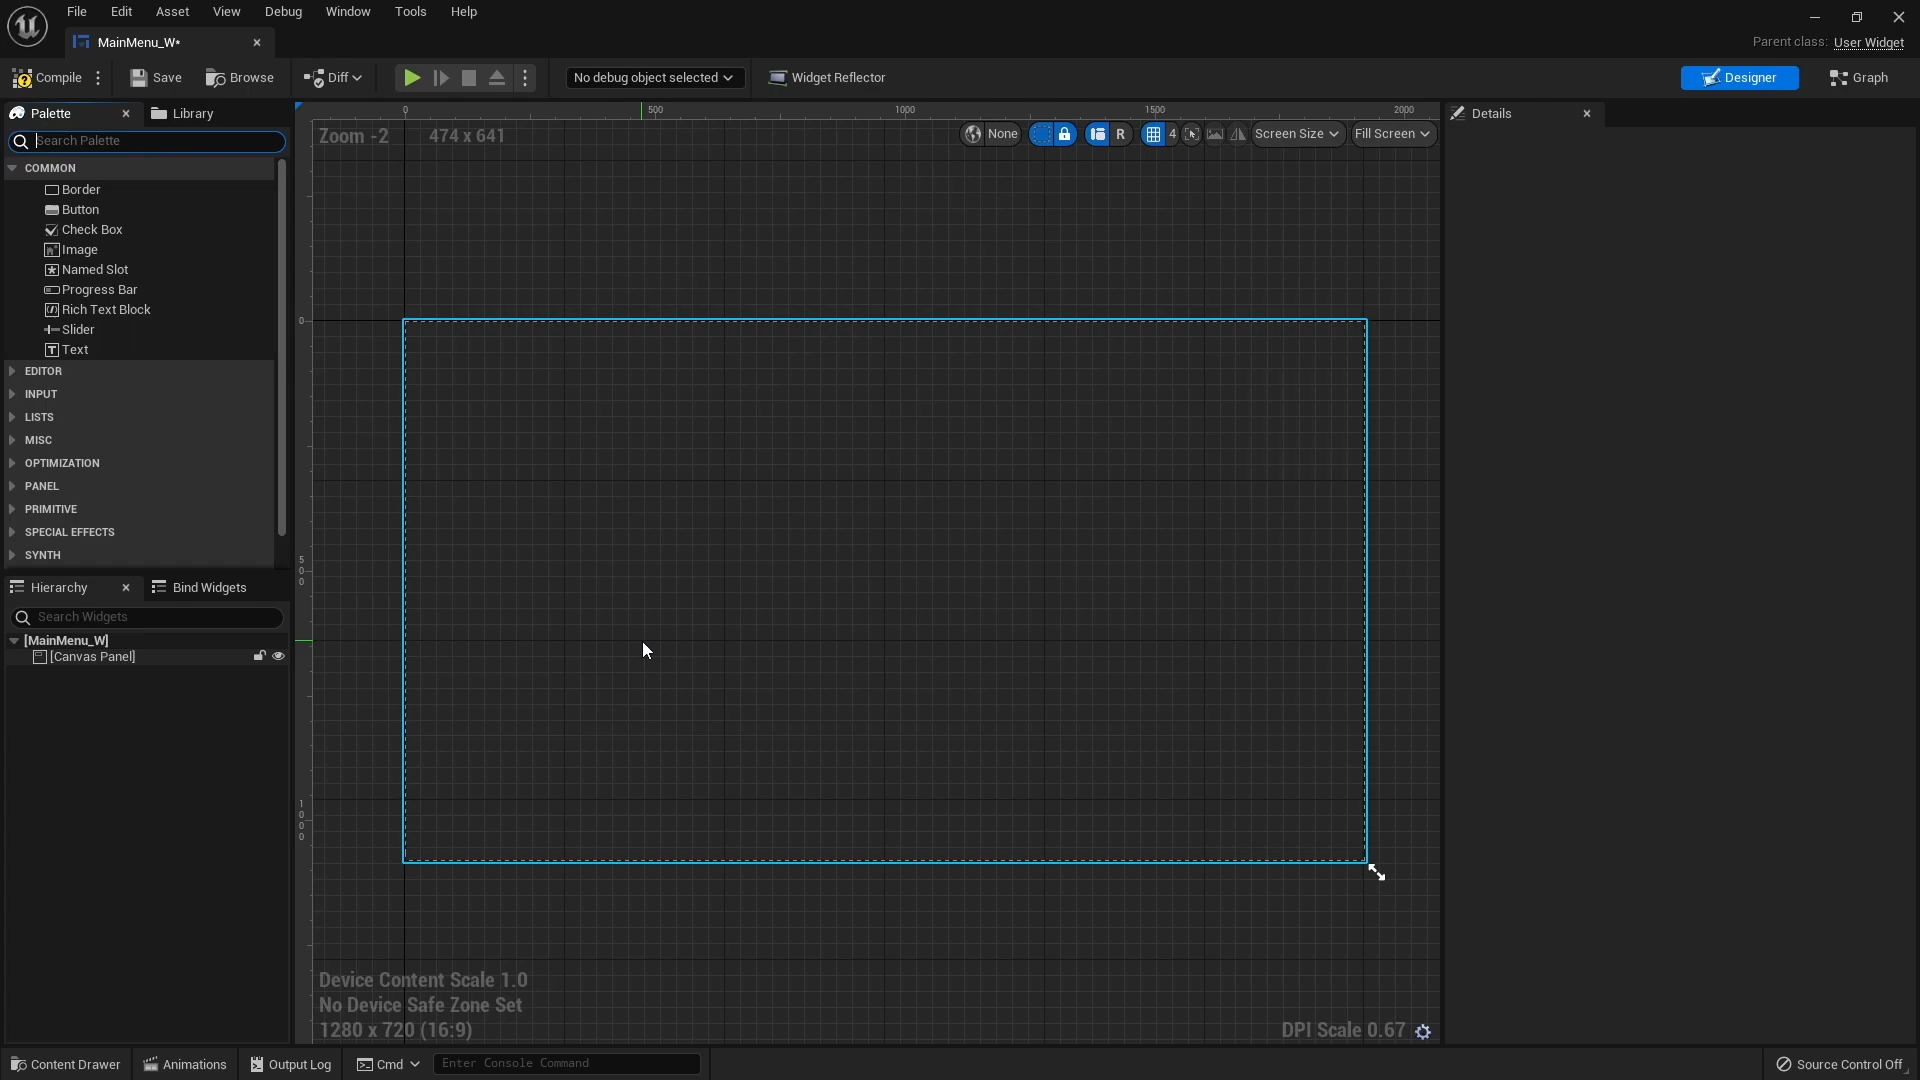 File Edit Asset View Debug Window Tools Help
MainMenu_W*
Parent class: User Widget
Compile Save Browse Diff No debug object selected Widget Reflector Designer Graph
Palette Library Details
Search Palette
0 500 1000 1500 2000
Zoom -2 474 x 641 None R 4 Screen Size Fill Screen
COMMON
Border
Button
Check Box
Image
Named Slot
Progress Bar
Rich Text Block
Slider
Text
EDITOR
INPUT
LISTS
MISC
OPTIMIZATION
PANEL
PRIMITIVE
SPECIAL EFFECTS
SYNTH
0
500
1000
Hierarchy Bind Widgets
Search Widgets
[MainMenu_W]
[Canvas Panel]
Device Content Scale 1.0
No Device Safe Zone Set
1280 x 720 (16:9)
DPI Scale 0.67
Content Drawer Animations Output Log Cmd Enter Console Command Source Control Off